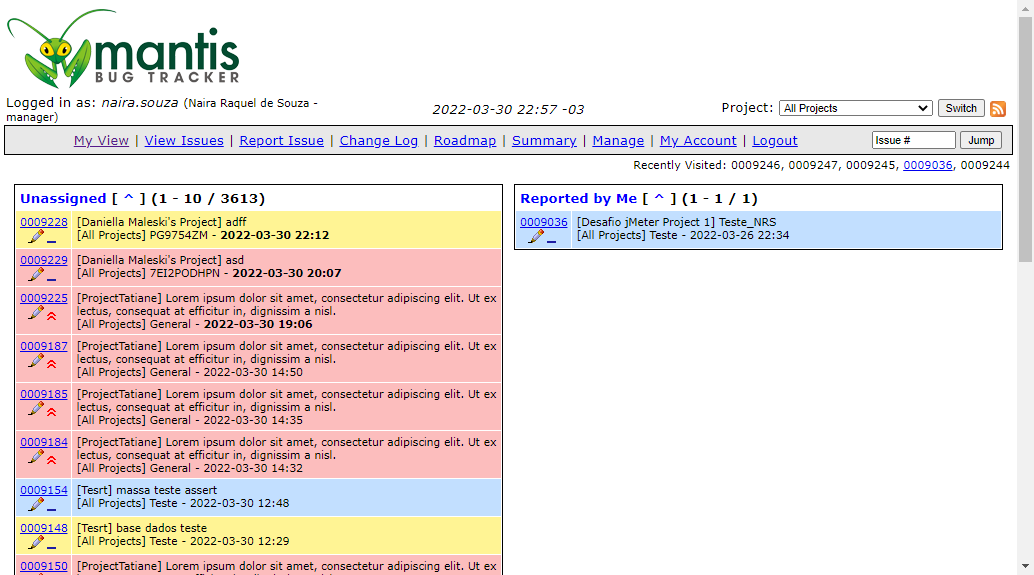 mantis
BUG TRACKER
Logged in as: naira.souza (Naira Raquel de Souza - manager)
2022-03-30 22:57 -03
Project: All Projects Switch
My View | View Issues | Report Issue | Change Log | Roadmap | Summary | Manage | My Account | Logout
Issue # Jump
Recently Visited: 0009246, 0009247, 0009245, 0009036, 0009244
Unassigned [ ^ ] (1 - 10 / 3613)
0009228 [Daniella Maleski's Project] adff
[All Projects] PG9754ZM - 2022-03-30 22:12
0009229 [Daniella Maleski's Project] asd
[All Projects] 7EI2PODHPN - 2022-03-30 20:07
0009225 [ProjectTatiane] Lorem ipsum dolor sit amet, consectetur adipiscing elit. Ut ex
lectus, consequat at efficitur in, dignissim a nisl.
[All Projects] General - 2022-03-30 19:06
0009187 [ProjectTatiane] Lorem ipsum dolor sit amet, consectetur adipiscing elit. Ut ex
lectus, consequat at efficitur in, dignissim a nisl.
[All Projects] General - 2022-03-30 14:50
0009185 [ProjectTatiane] Lorem ipsum dolor sit amet, consectetur adipiscing elit. Ut ex
lectus, consequat at efficitur in, dignissim a nisl.
[All Projects] General - 2022-03-30 14:35
0009184 [ProjectTatiane] Lorem ipsum dolor sit amet, consectetur adipiscing elit. Ut ex
lectus, consequat at efficitur in, dignissim a nisl.
[All Projects] General - 2022-03-30 14:32
0009154 [Tesrt] massa teste assert
[All Projects] Teste - 2022-03-30 12:48
0009148 [Tesrt] base dados teste
[All Projects] Teste - 2022-03-30 12:29
0009150 [ProjectTatiane] Lorem ipsum dolor sit amet, consectetur adipiscing elit. Ut ex
Reported by Me [ ^ ] (1 - 1 / 1)
0009036 [Desafio jMeter Project 1] Teste_NRS
[All Projects] Teste - 2022-03-26 22:34